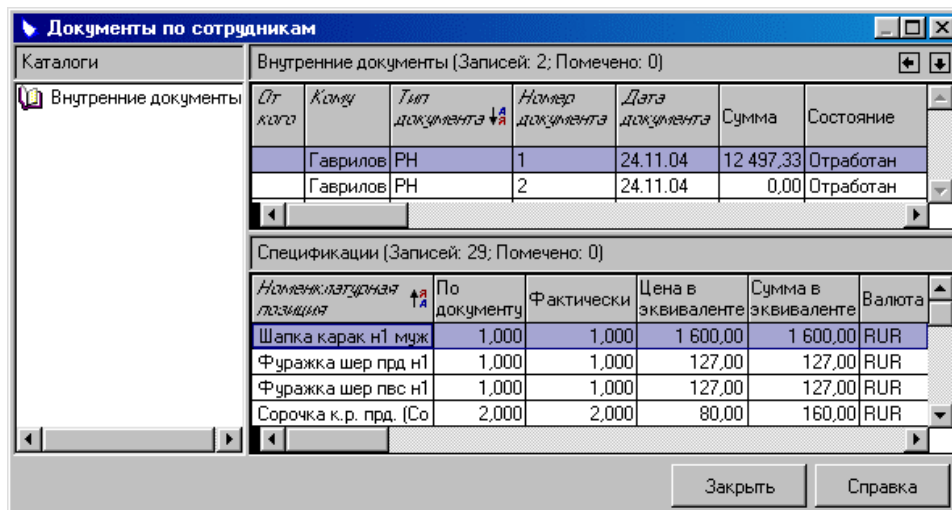 Документы по сотрудникам
Каталоги
Внутренние документы (Записей: 2; Помечено: 0)
Внутренние документы
От кого Кому Тип документа Номер документа Дата документа Сумма Состояние
Гаврилов РН 1 24.11.04 12 497,33 Отработан
Гаврилов РН 2 24.11.04 0,00 Отработан
Спецификации (Записей: 29; Помечено: 0)
Номенклатурная позиция По документу Фактически Цена в эквиваленте Сумма в эквиваленте Валюта
Шапка карак н1 муж 1,000 1,000 1 600,00 1 600,00 RUR
Фуражка шер прд н1 1,000 1,000 127,00 127,00 RUR
Фуражка шер пвс н1 1,000 1,000 127,00 127,00 RUR
Сорочка к.р. прд. (Со 2,000 2,000 80,00 160,00 RUR
Закрыть Справка